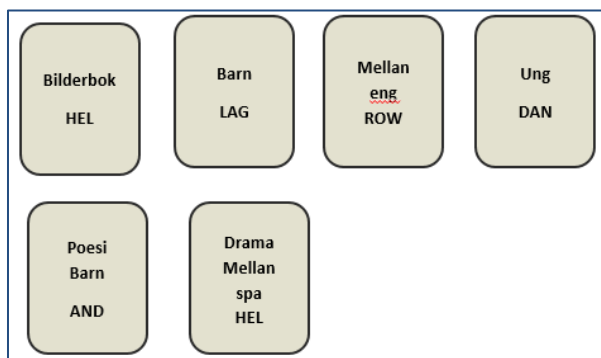 Bilderbok
HEL
Barn
LAG
Mellan
eng
ROW
Ung
DAN
Poesi
Barn
AND
Drama
Mellan
spa
HEL